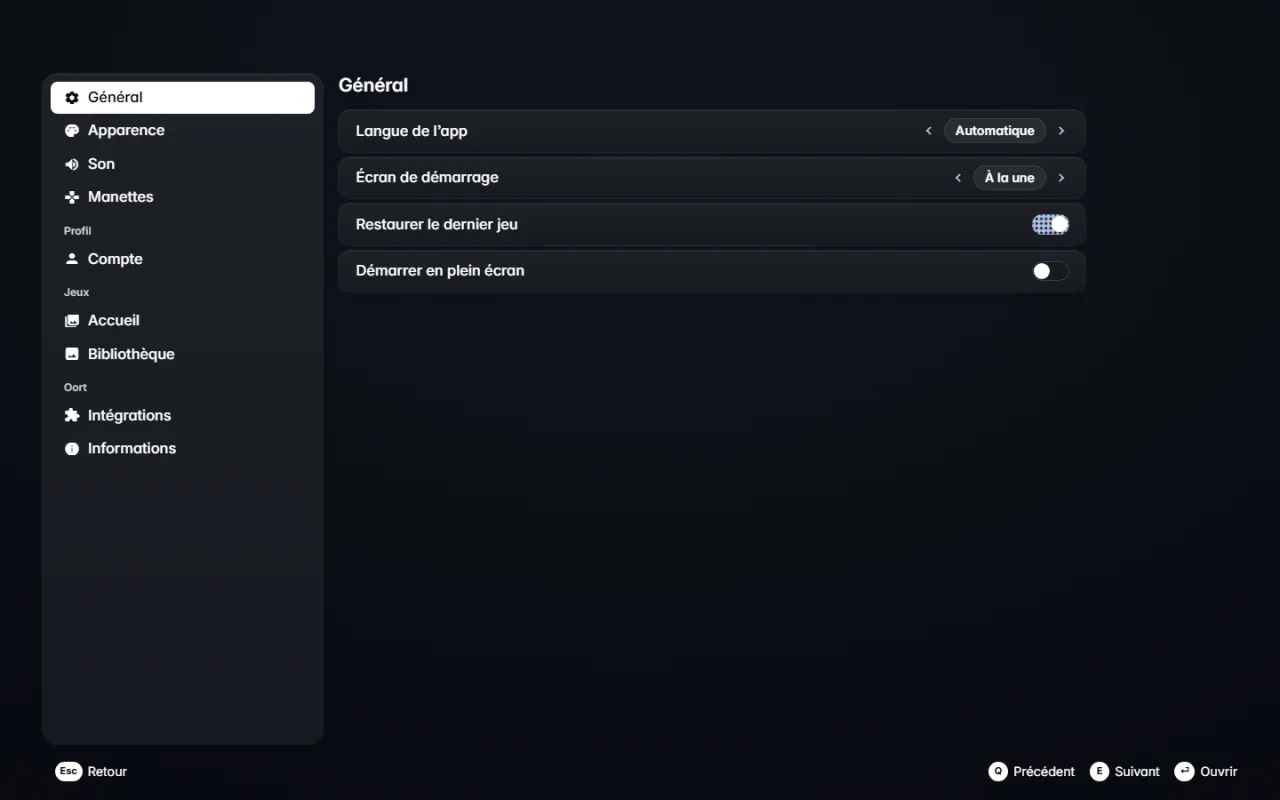 Général
Apparence
Son
Manettes
Profil
Compte
Jeux
Accueil
Bibliothèque
Oort
Intégrations
Informations
Général
Langue de l’app
Automatique
Écran de démarrage
À la une
Restaurer le dernier jeu
Démarrer en plein écran
Esc Retour
Q Précédent E Suivant ↵ Ouvrir